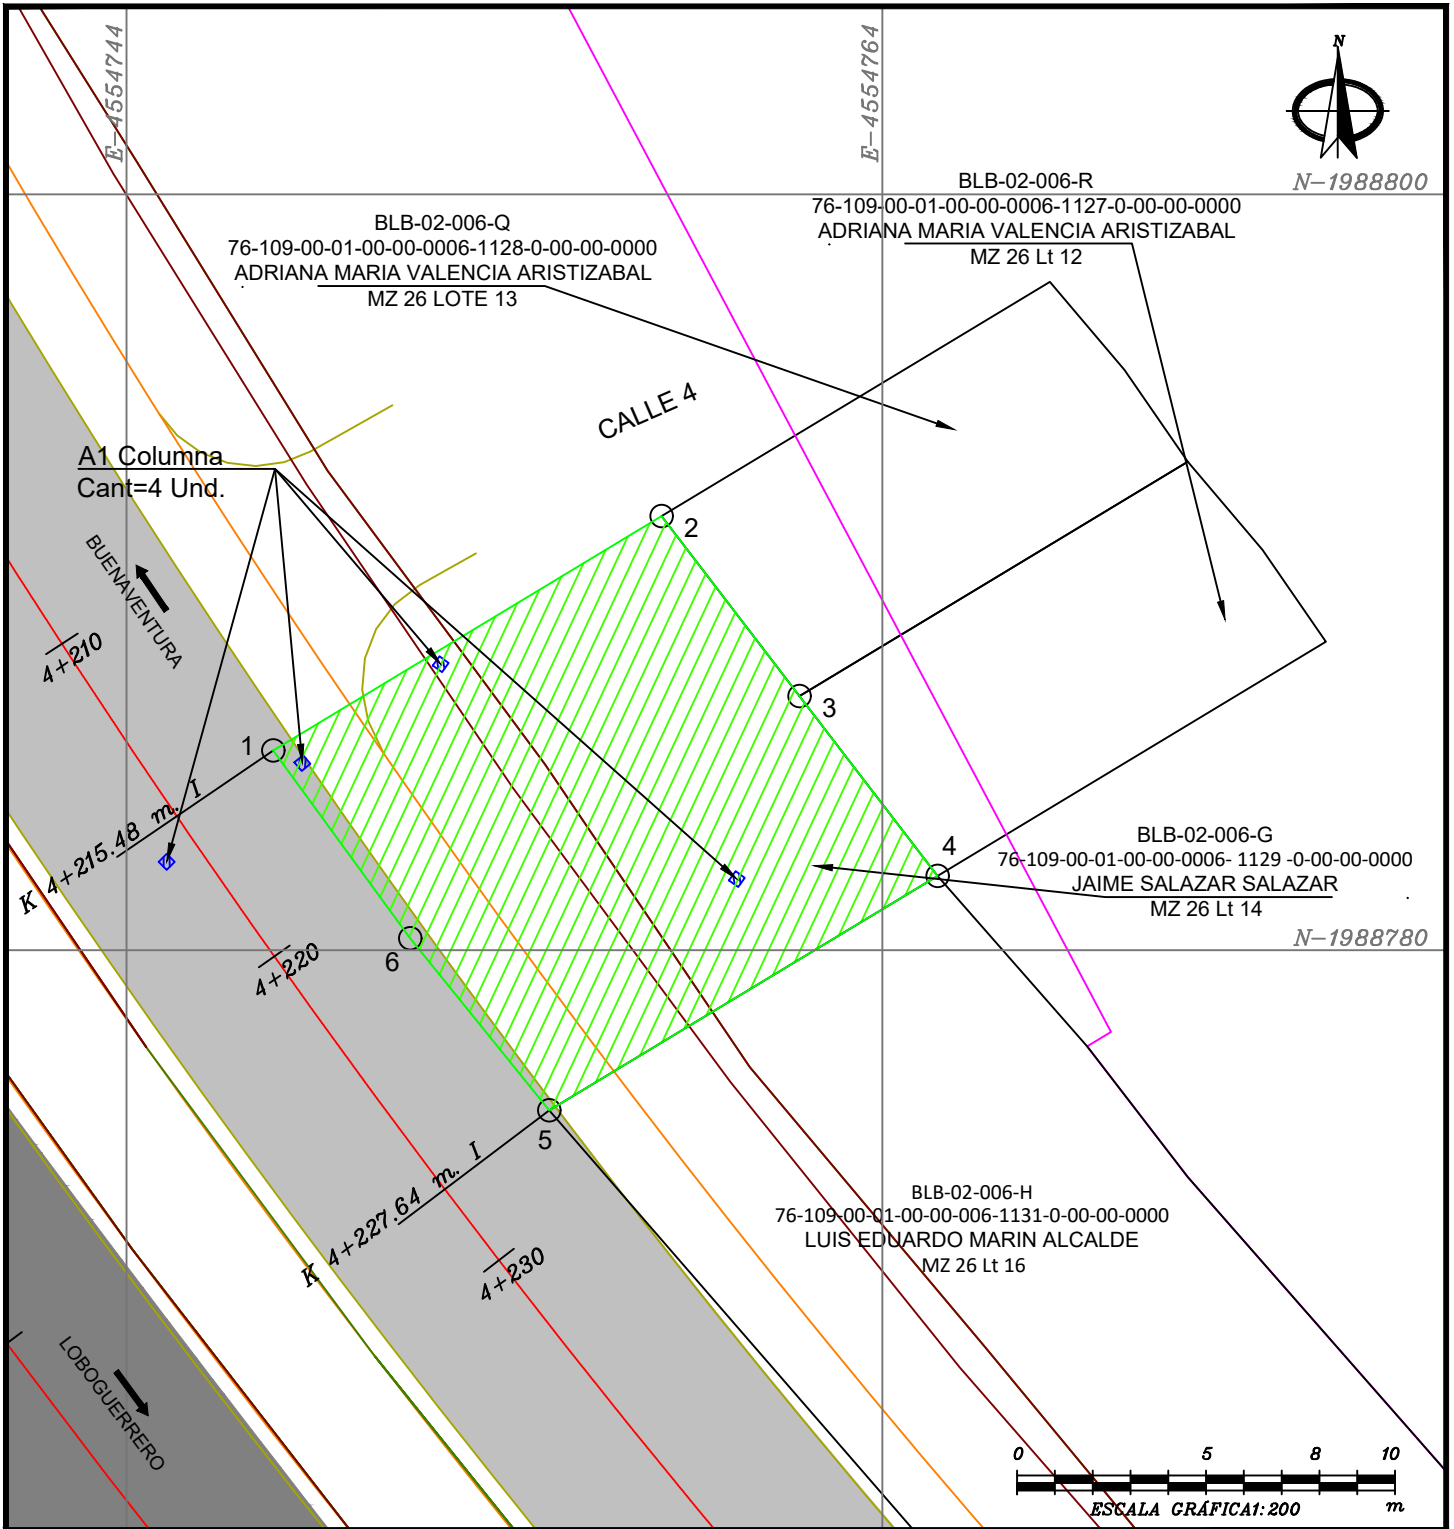 E-4554744
E-4554764
N
N-1988800
BLB-02-006-R
76-109-00-01-00-00-0006-1127-0-00-00-0000
ADRIANA MARIA VALENCIA ARISTIZABAL
MZ 26 Lt 12
BLB-02-006-Q
76-109-00-01-00-00-0006-1128-0-00-00-0000
ADRIANA MARIA VALENCIA ARISTIZABAL
MZ 26 LOTE 13
CALLE 4
A1 Columna
Cant=4 Und.
BUENAVENTURA
2
3
4+210
1
K 4+215.48 m. I
4
BLB-02-006-G
76-109-00-01-00-00-0006- 1129 -0-00-00-0000
JAIME SALAZAR SALAZAR
MZ 26 Lt 14
N-1988780
6
4+220
5
K 4+227.64 m. I
BLB-02-006-H
76-109-00-01-00-00-006-1131-0-00-00-0000
LUIS EDUARDO MARIN ALCALDE
MZ 26 Lt 16
4+230
LOBOGUERRERO
0 5 8 10
ESCALA GRÁFICA1:200 m